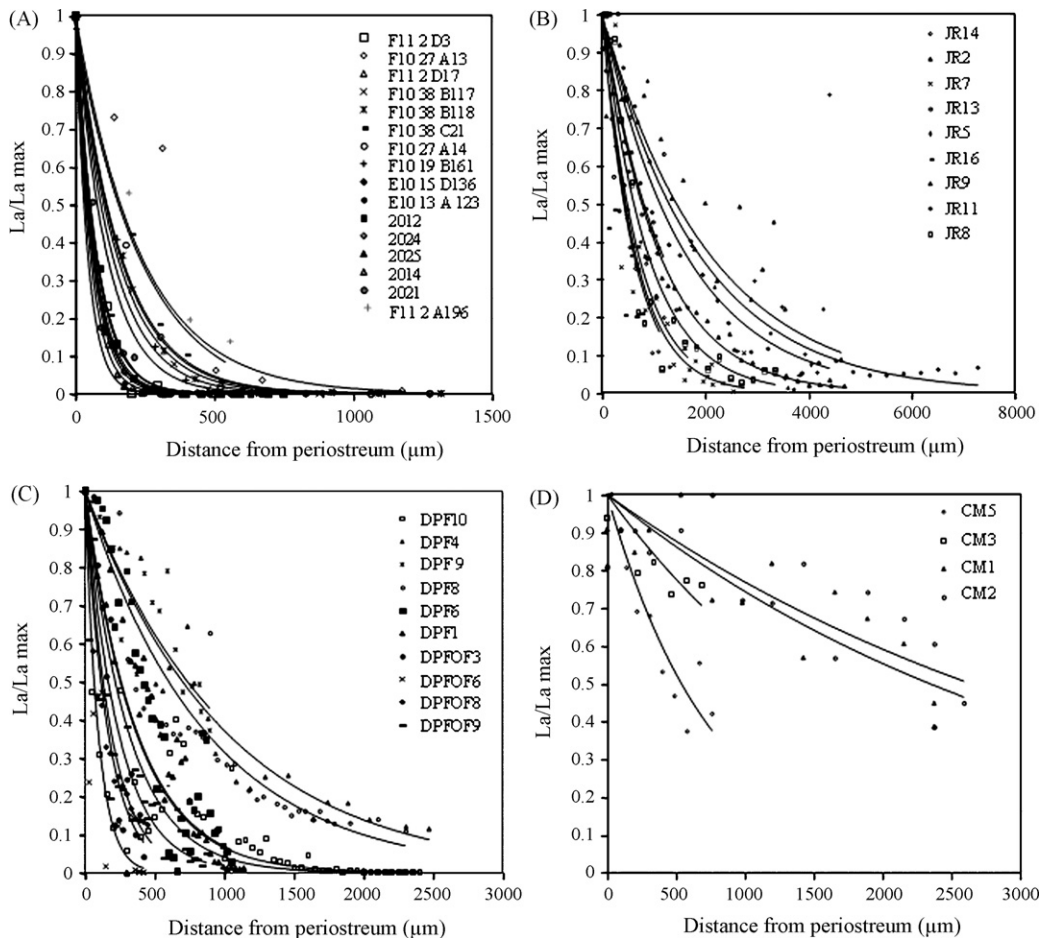 (A)
La/La max
1
0.9
0.8
0.7
0.6
0.5
0.4
0.3
0.2
0.1
0
0
500
1000
1500
Distance from periostreum (µm)
F11 2 D3
F10 27 A13
F11 2 D17
F10 38 B117
F10 38 B118
F10 38 C21
F10 27 A14
F10 19 B161
E10 15 D136
E10 13 A 123
2012
2024
2025
2014
2021
F11 2 A196
(B)
La/La max
1
0.9
0.8
0.7
0.6
0.5
0.4
0.3
0.2
0.1
0
0
2000
4000
6000
8000
Distance from periostreum (µm)
JR14
JR2
JR7
JR13
JR5
JR16
JR9
JR11
JR8
(C)
La/La max
1
0.9
0.8
0.7
0.6
0.5
0.4
0.3
0.2
0.1
0
0
500
1000
1500
2000
2500
3000
Distance from periostreum (µm)
DPF10
DPF4
DPF 9
DPF8
DPF6
DPF1
DPFOF3
DPFOF6
DPFOF8
DPFOF9
(D)
La/La max
1
0.9
0.8
0.7
0.6
0.5
0.4
0.3
0.2
0.1
0
0
500
1000
1500
2000
2500
3000
Distance from periostreum (µm)
CM5
CM3
CM1
CM2